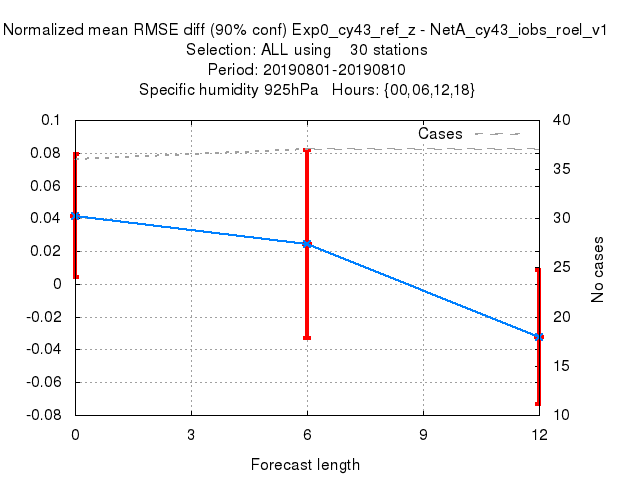 Normalized mean RMSE diff (90% conf) Exp0_cy43_ref_z - NetA_cy43_iobs_roel_v1
Selection: ALL using    30 stations
Period: 20190801-20190810
Specific humidity 925hPa   Hours: {00,06,12,18}
Cases
0.1
0.08
0.06
0.04
0.02
0
-0.02
-0.04
-0.06
-0.08
40
35
30
25
20
15
10
No cases
0 3 6 9 12
Forecast length